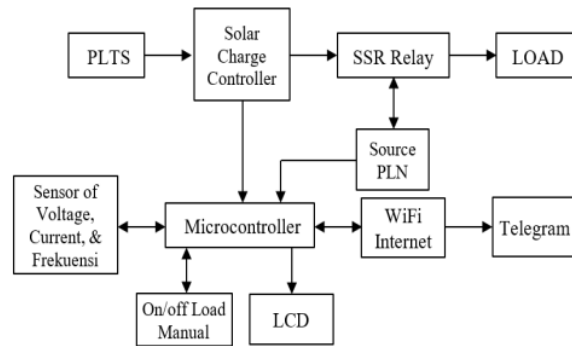 PLTS
Solar
Charge
Controller
SSR Relay
LOAD
Source
PLN
Sensor of
Voltage,
Current, &
Frekuensi
Microcontroller
WiFi
Internet
Telegram
On/off Load
Manual
LCD